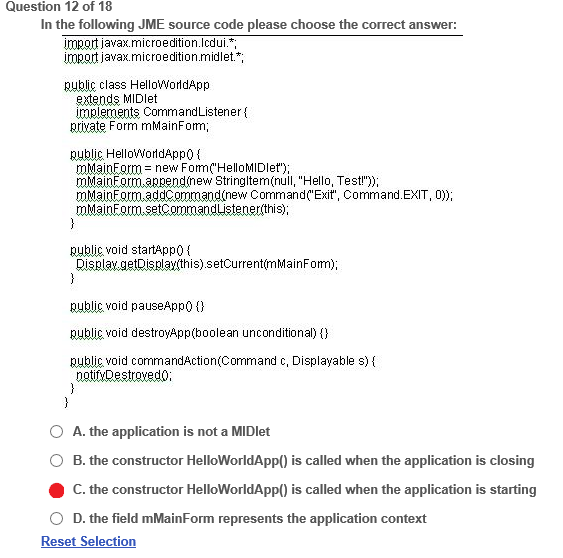 Question 12 of 18
In the following JME source code please choose the correct answer:
import javax.microedition.lcdui.*;
import javax.microedition.midlet.*;
public class HelloWorldApp
extends MIDlet
implements CommandListener {
private Form mMainForm;
public HelloWorldApp() {
mMainForm = new Form("HelloMIDlet");
mMainForm.append(new StringItem(null, "Hello, Test!"));
mMainForm.addCommand(new Command("Exit", Command.EXIT, 0));
mMainForm.setCommandListener(this);
}
public void startApp() {
Display.getDisplay(this).setCurrent(mMainForm);
}
public void pauseApp() {}
public void destroyApp(boolean unconditional) {}
public void commandAction(Command c, Displayable s) {
notifyDestroyed();
}
}
A. the application is not a MIDlet
B. the constructor HelloWorldApp() is called when the application is closing
C. the constructor HelloWorldApp() is called when the application is starting
D. the field mMainForm represents the application context
Reset Selection